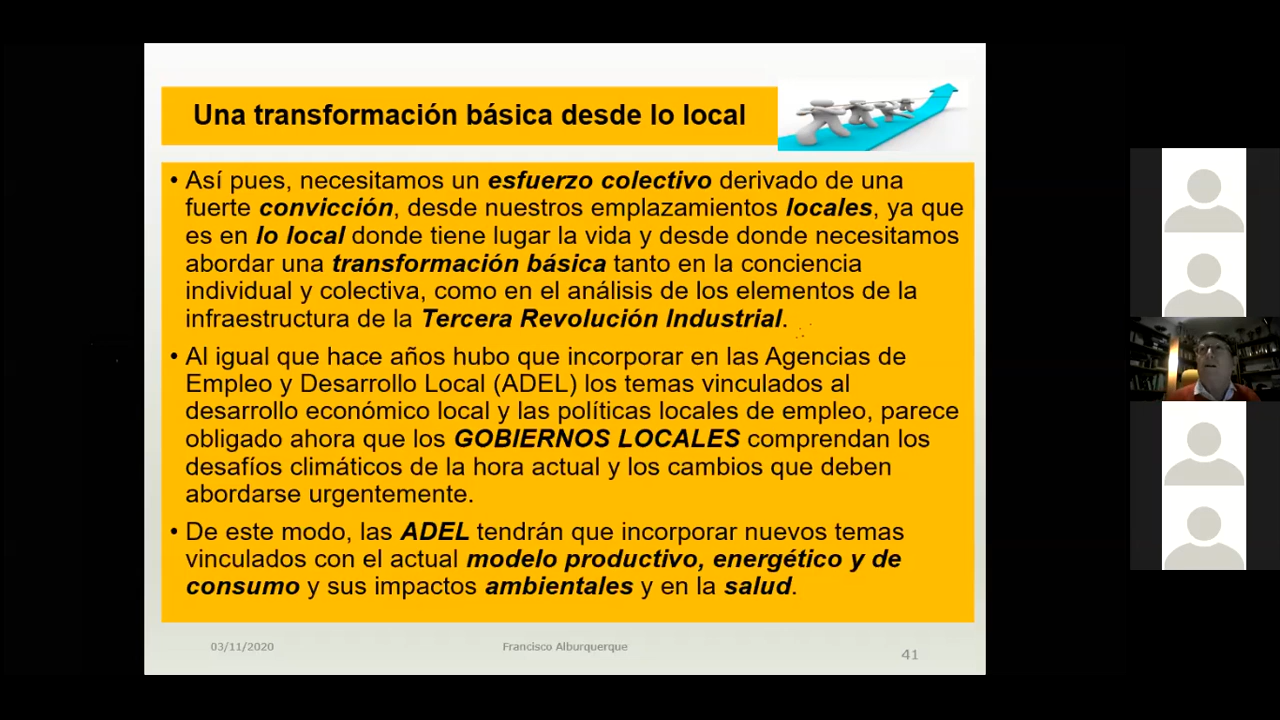 Una transformación básica desde lo local
• Así pues, necesitamos un esfuerzo colectivo derivado de una
fuerte convicción, desde nuestros emplazamientos locales, ya que
es en lo local donde tiene lugar la vida y desde donde necesitamos
abordar una transformación básica tanto en la conciencia
individual y colectiva, como en el análisis de los elementos de la
infraestructura de la Tercera Revolución Industrial.
• Al igual que hace años hubo que incorporar en las Agencias de
Empleo y Desarrollo Local (ADEL) los temas vinculados al
desarrollo económico local y las políticas locales de empleo, parece
obligado ahora que los GOBIERNOS LOCALES comprendan los
desafíos climáticos de la hora actual y los cambios que deben
abordarse urgentemente.
• De este modo, las ADEL tendrán que incorporar nuevos temas
vinculados con el actual modelo productivo, energético y de
consumo y sus impactos ambientales y en la salud.
03/11/2020
Francisco Alburquerque
41